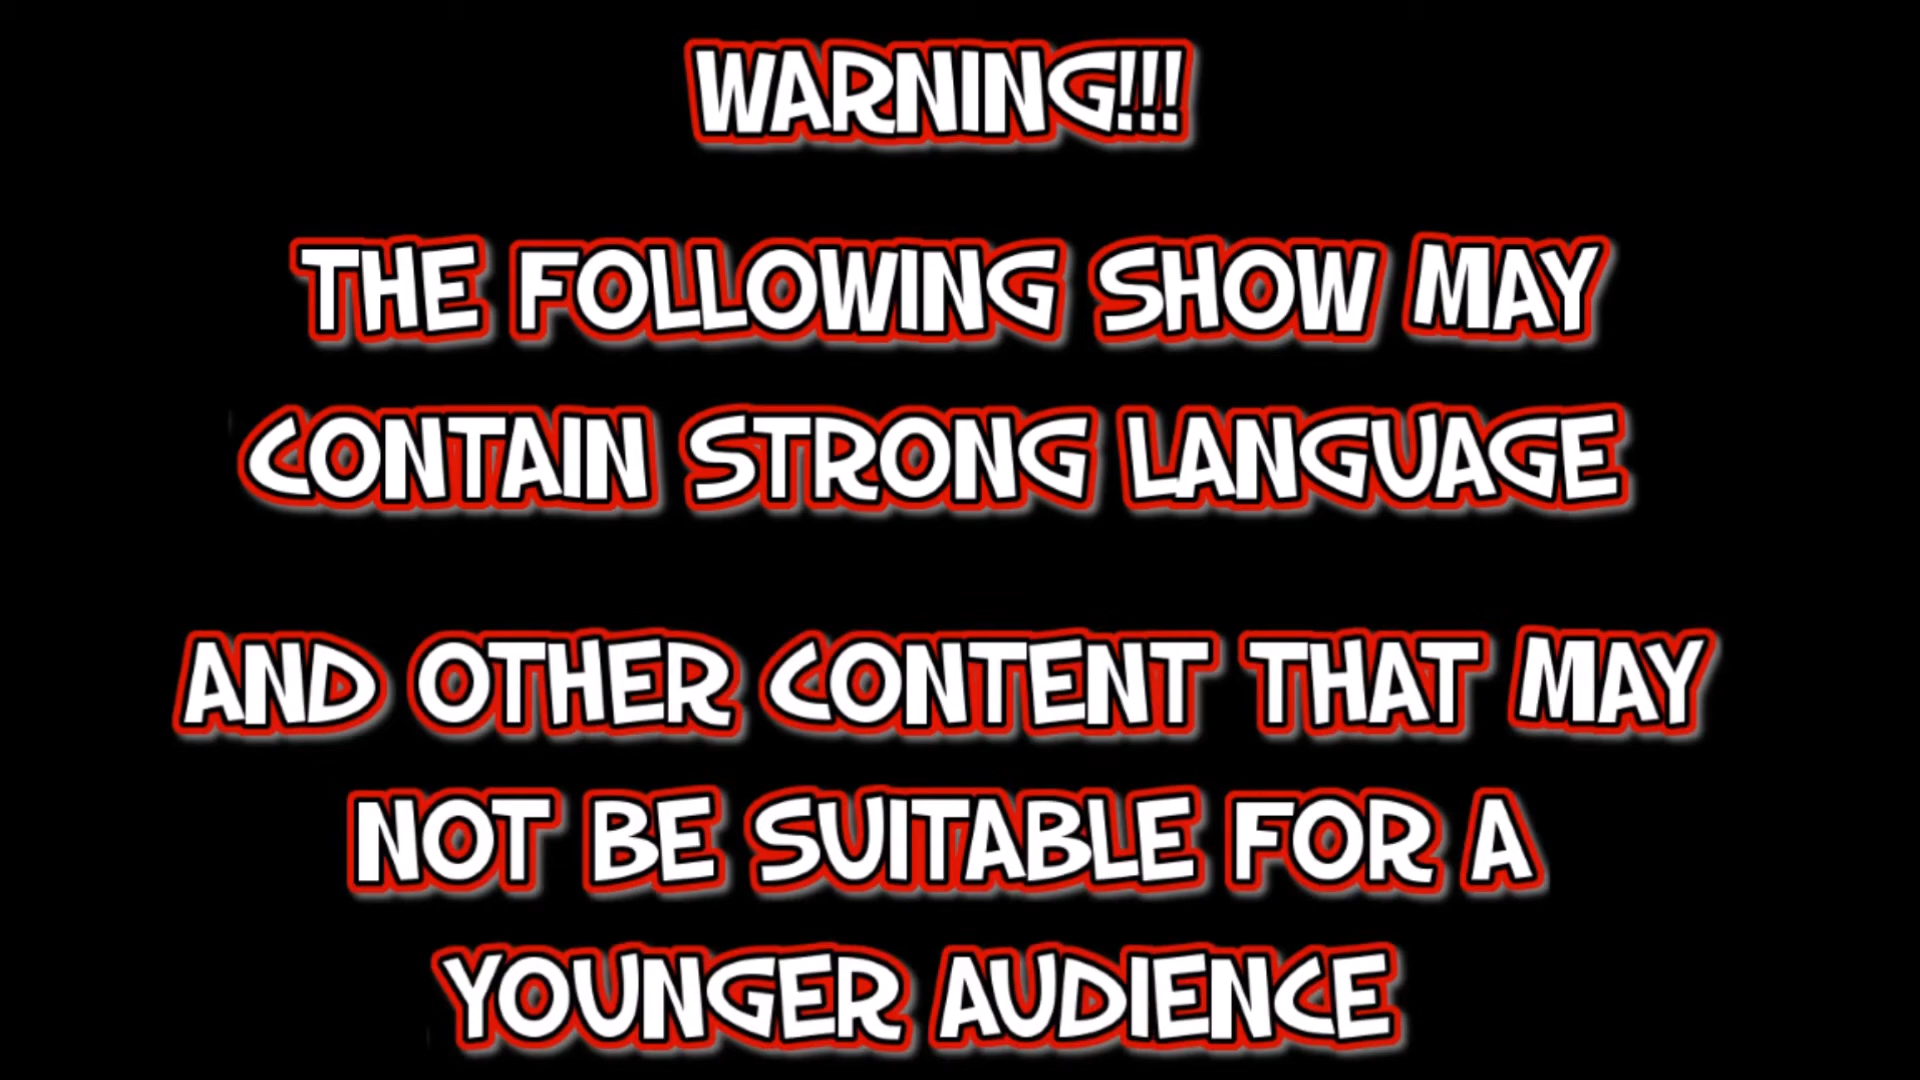 WARNING!!!
THE FOLLOWING SHOW MAY
CONTAIN STRONG LANGUAGE
AND OTHER CONTENT THAT MAY
NOT BE SUITABLE FOR A
YOUNGER AUDIENCE